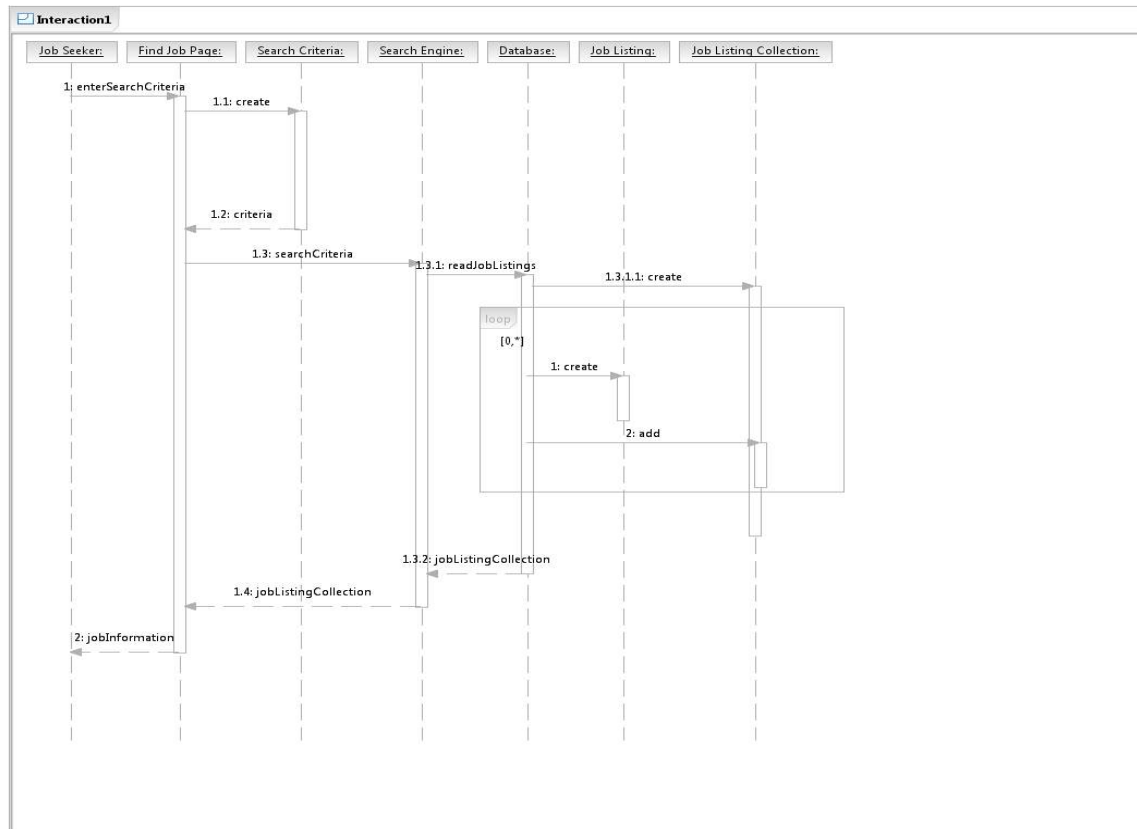 Interaction1
Job Seeker: Find Job Page: Search Criteria: Search Engine: Database: Job Listing: Job Listing Collection:
1: enterSearchCriteria
1.1: create
1.2: criteria
1.3: searchCriteria
1.3.1: readJobListings
1.3.1.1: create
loop
[0,*]
1: create
2: add
1.3.2: jobListingCollection
1.4: jobListingCollection
2: jobInformation